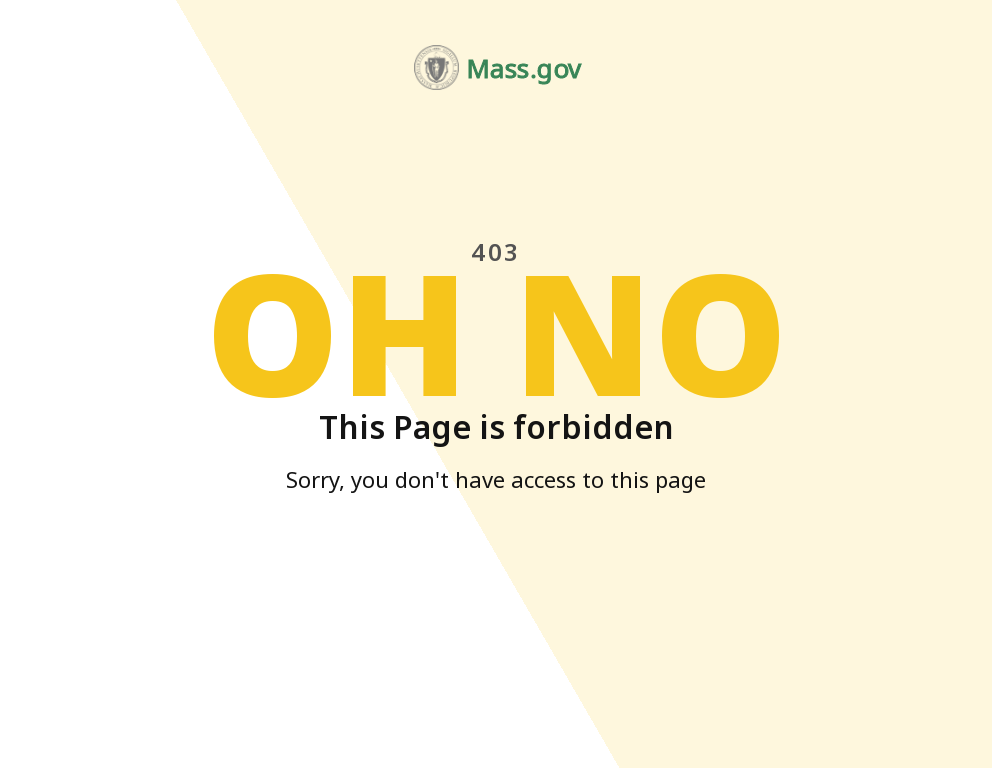 Mass.gov
403
OH NO
This Page is forbidden
Sorry, you don't have access to this page